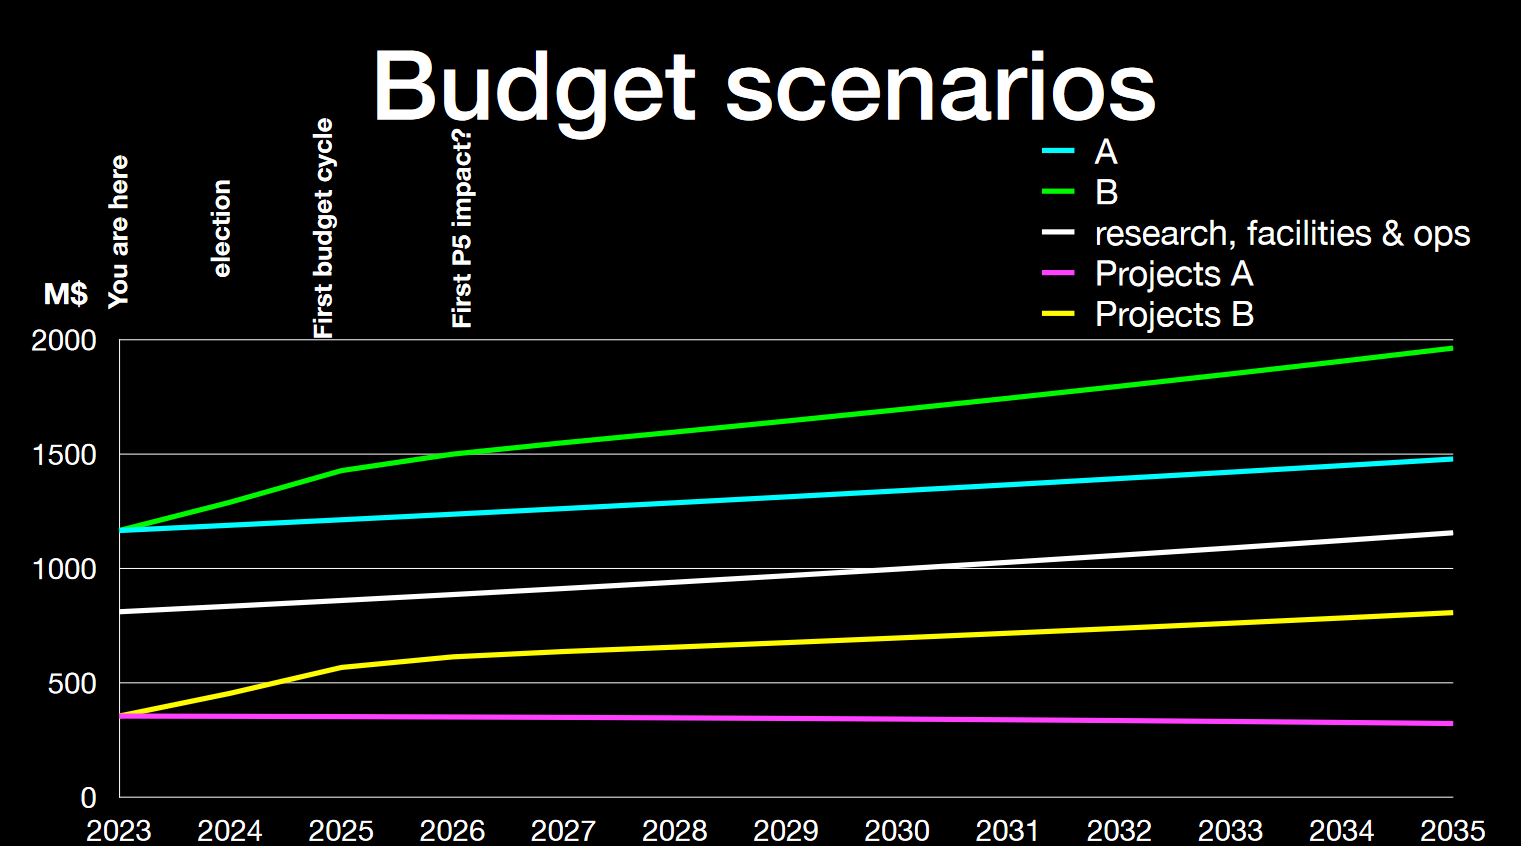 Budget scenarios
You are here
election
First budget cycle
First P5 impact?
A
B
research, facilities & ops
Projects A
Projects B
M$
2000
1500
1000
500
0
2023 2024 2025 2026 2027 2028 2029 2030 2031 2032 2033 2034 2035